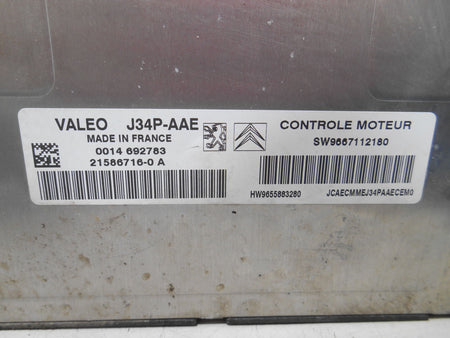 VALEO J34P-AAE
MADE IN FRANCE
0014 692783
21586716-0 A
CONTROLE MOTEUR
SW9667112180
HW9655883280
JCAECMMEJ34PAAECEM0